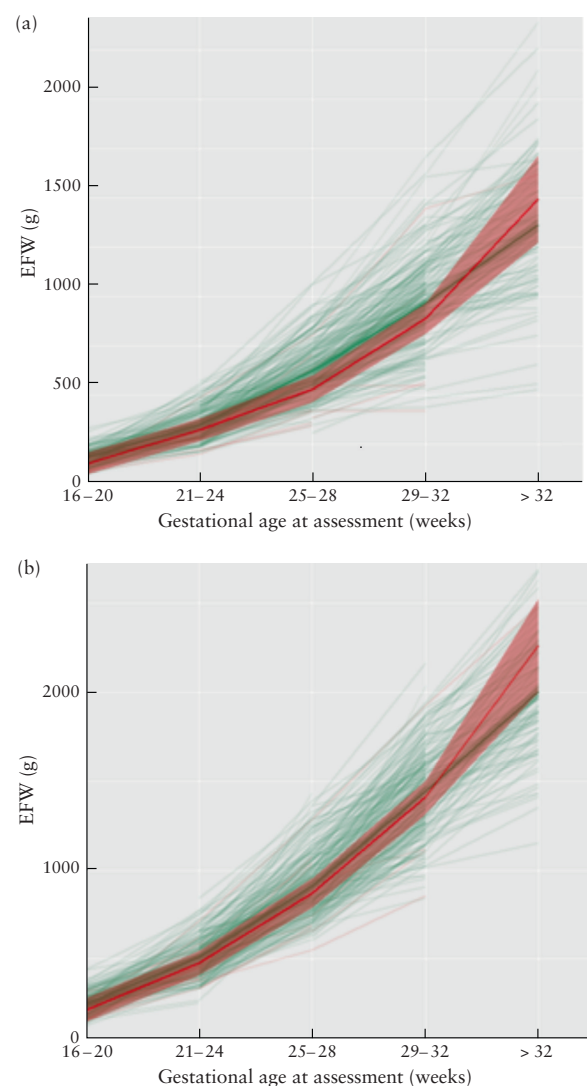 (a)
2000
1500
1000
500
0
EFW (g)
16–20 21–24 25–28 29–32 > 32
Gestational age at assessment (weeks)
(b)
2000
1000
0
EFW (g)
16–20 21–24 25–28 29–32 > 32
Gestational age at assessment (weeks)